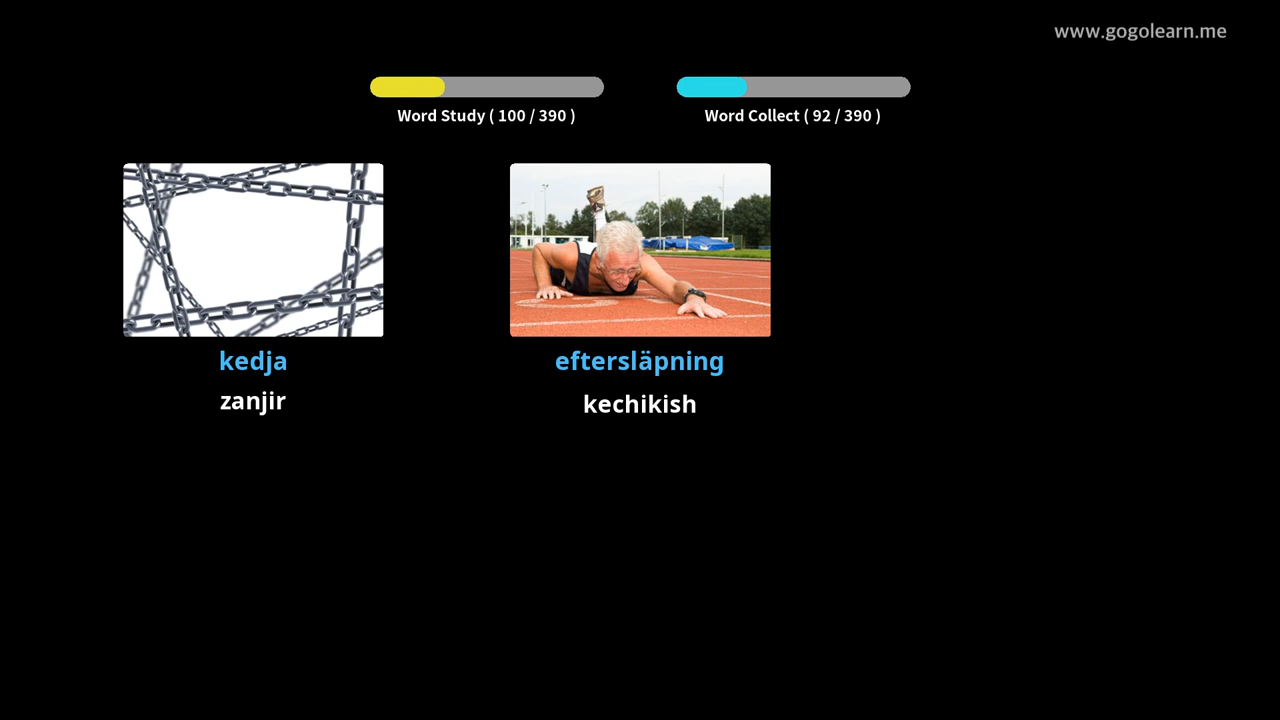 www.gogolearn.me
Word Study ( 100 / 390 )
Word Collect ( 92 / 390 )
kedja
zanjir
eftersläpning
kechikish